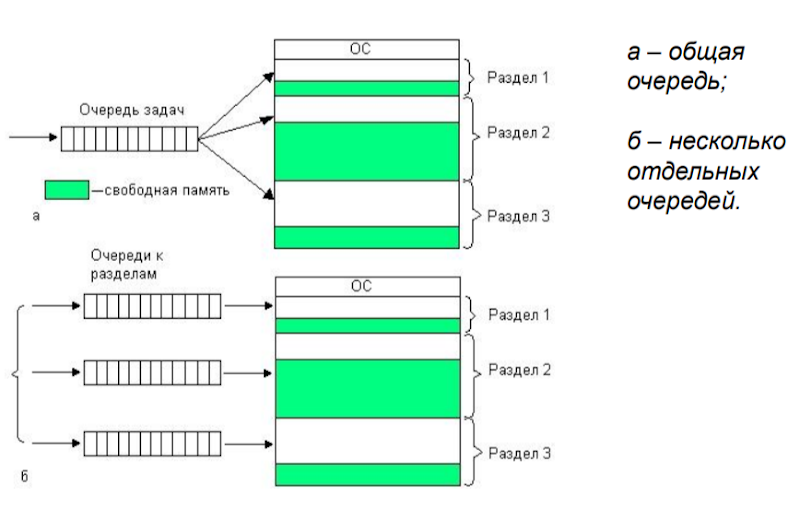 ОС
Раздел 1
Очередь задач
Раздел 2
—свободная память
а
Раздел 3
а – общая
очередь;
б – несколько
отдельных
очередей.
Очереди к
разделам
ОС
Раздел 1
Раздел 2
Раздел 3
б